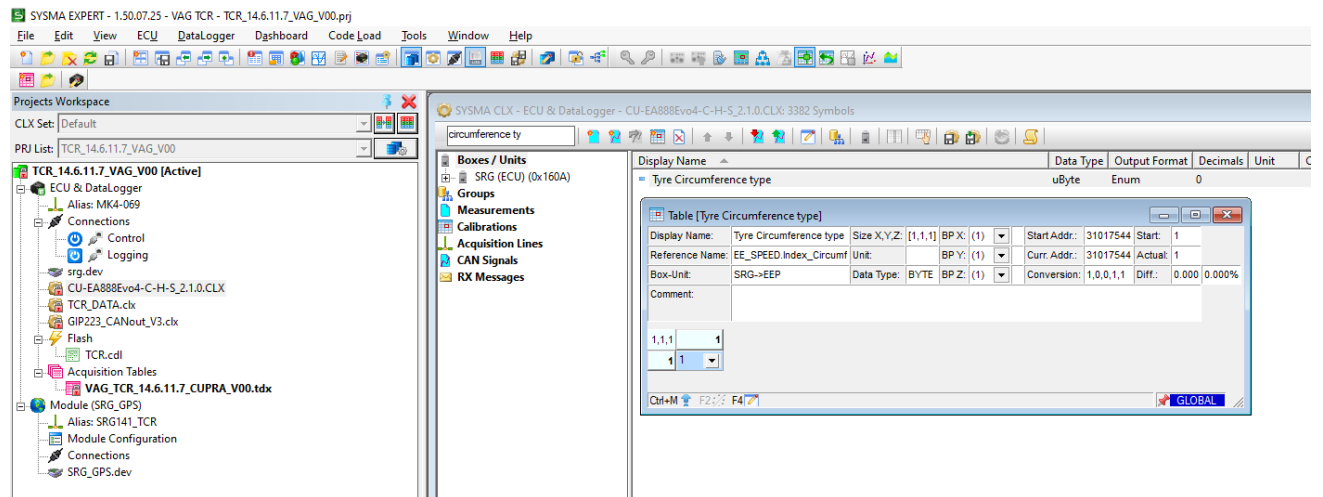 SYSMA EXPERT - 1.50.07.25 - VAG TCR - TCR_14.6.11.7_VAG_V00.prj
File Edit View ECU DataLogger Dashboard Code Load Tools Window Help
Projects Workspace
CLX Set: Default
PRJ List: TCR_14.6.11.7_VAG_V00
TCR_14.6.11.7_VAG_V00 [Active]
ECU & DataLogger
Alias: MK4-069
Connections
Control
Logging
srg.dev
CU-EA888Evo4-C-H-S_2.1.0.CLX
TCR_DATA.clx
GIP223_CANout_V3.clx
Flash
TCR.cdl
Acquisition Tables
VAG_TCR_14.6.11.7_CUPRA_V00.tdx
Module (SRG_GPS)
Alias: SRG141_TCR
Module Configuration
Connections
SRG_GPS.dev
SYSMA CLX - ECU & DataLogger - CU-EA888Evo4-C-H-S_2.1.0.CLX: 3382 Symbols
circumference ty
Boxes / Units
SRG (ECU) (0x160A)
Groups
Measurements
Calibrations
Acquisition Lines
CAN Signals
RX Messages
Display Name Data Type Output Format Decimals Unit C
Tyre Circumference type uByte Enum 0
Table [Tyre Circumference type]
Display Name: Tyre Circumference type Size X,Y,Z: [1,1,1] BP X: (1) Start Addr.: 31017544 Start: 1
Reference Name: EE_SPEED.Index_Circumf Unit: BP Y: (1) Curr. Addr.: 31017544 Actual: 1
Box-Unit: SRG->EEP Data Type: BYTE BP Z: (1) Conversion: 1,0,0,1,1 Diff.: 0.000 0.000%
Comment:
1,1,1 1
1 1
Ctrl+M F2 F4 GLOBAL